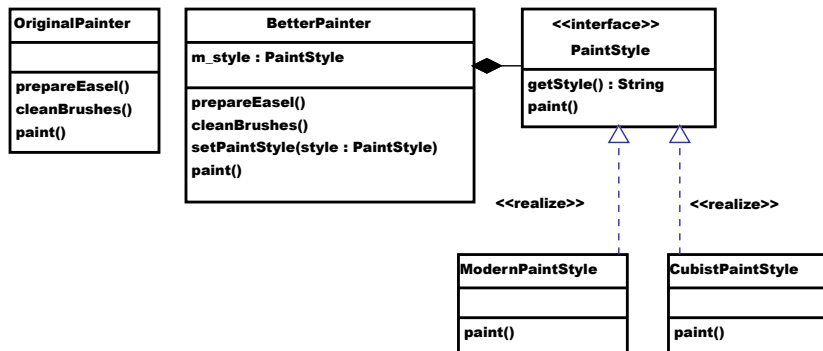 OriginalPainter
prepareEasel()
cleanBrushes()
paint()
BetterPainter
m_style : PaintStyle
prepareEasel()
cleanBrushes()
setPaintStyle(style : PaintStyle)
paint()
<<interface>>
PaintStyle
getStyle() : String
paint()
<<realize>>
<<realize>>
ModernPaintStyle
paint()
CubistPaintStyle
paint()